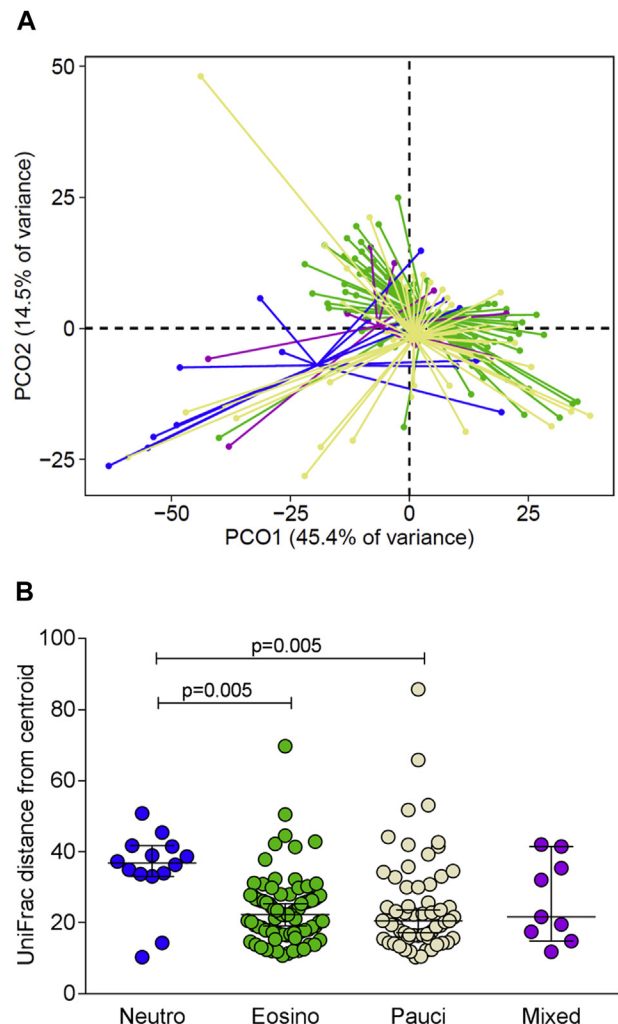 A
50
25
0
−25
PCO2 (14.5% of variance)
−50 −25 0 25
PCO1 (45.4% of variance)
B
100
80
60
40
20
0
UniFrac distance from centroid
p=0.005
p=0.005
Neutro Eosino Pauci Mixed